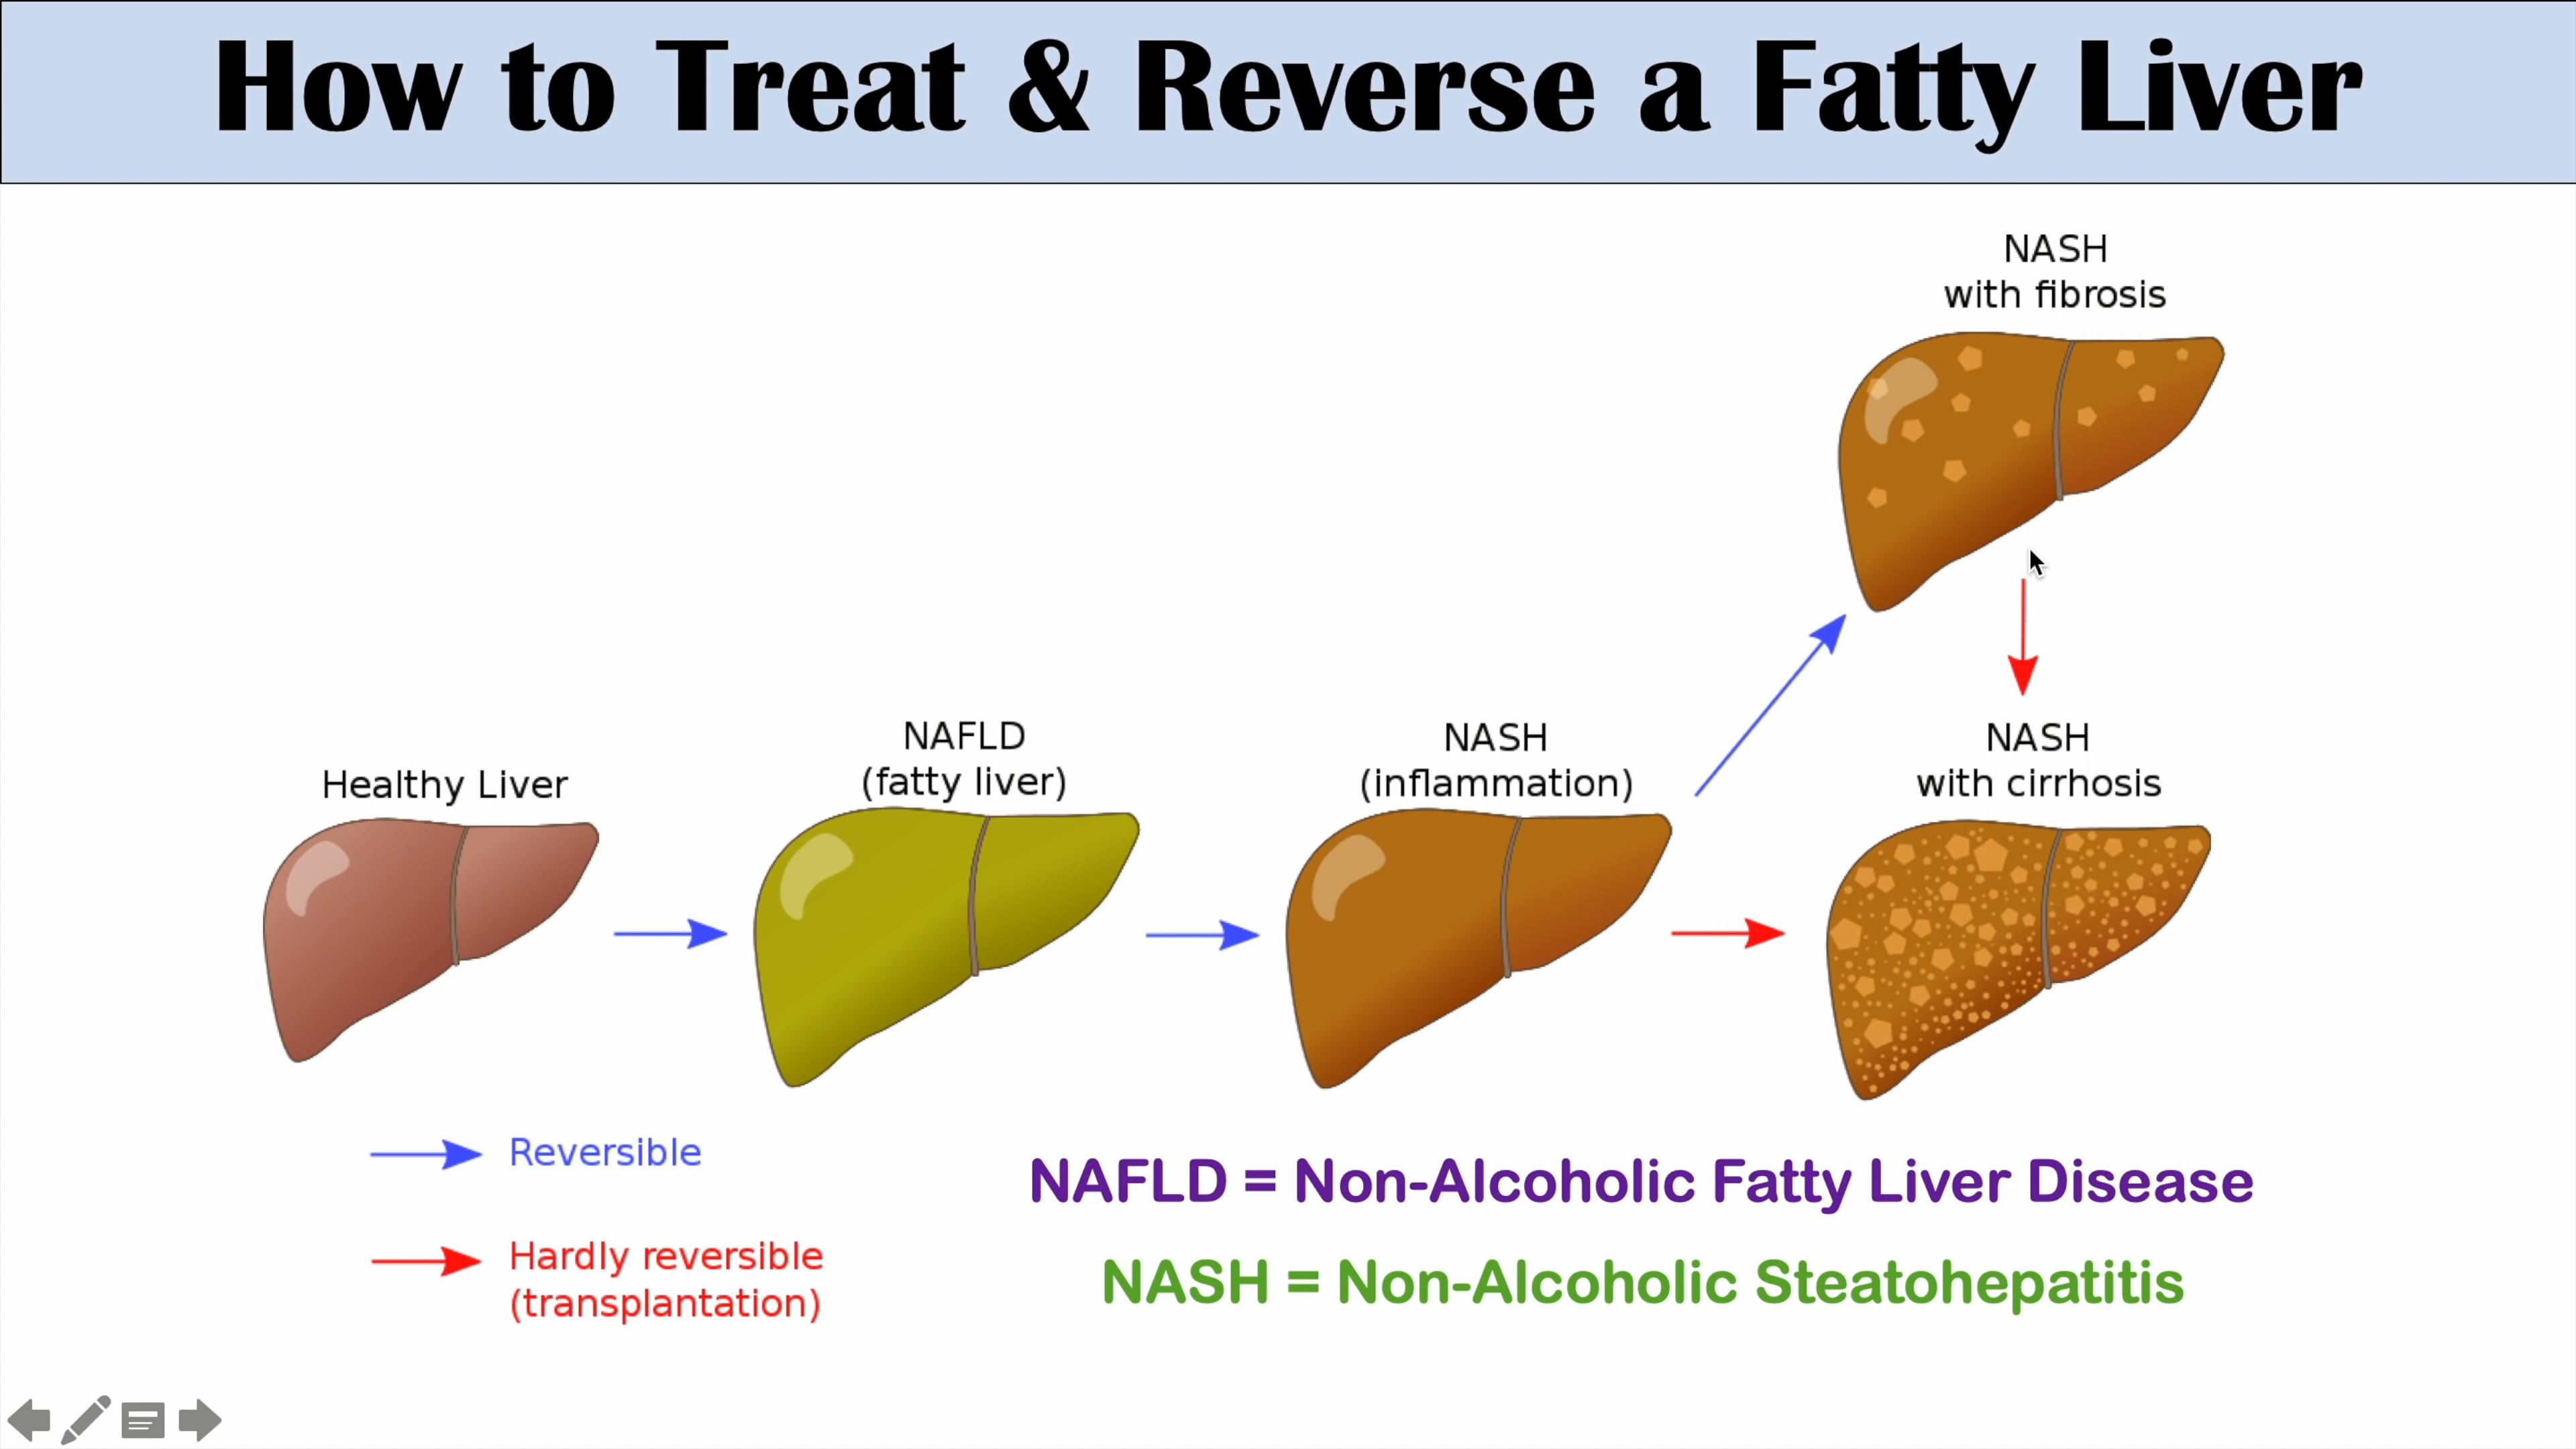 How to Treat & Reverse a Fatty Liver
NASH
with fibrosis
Healthy Liver
NAFLD
(fatty liver)
NASH
(inflammation)
NASH
with cirrhosis
Reversible
Hardly reversible
(transplantation)
NAFLD = Non-Alcoholic Fatty Liver Disease
NASH = Non-Alcoholic Steatohepatitis